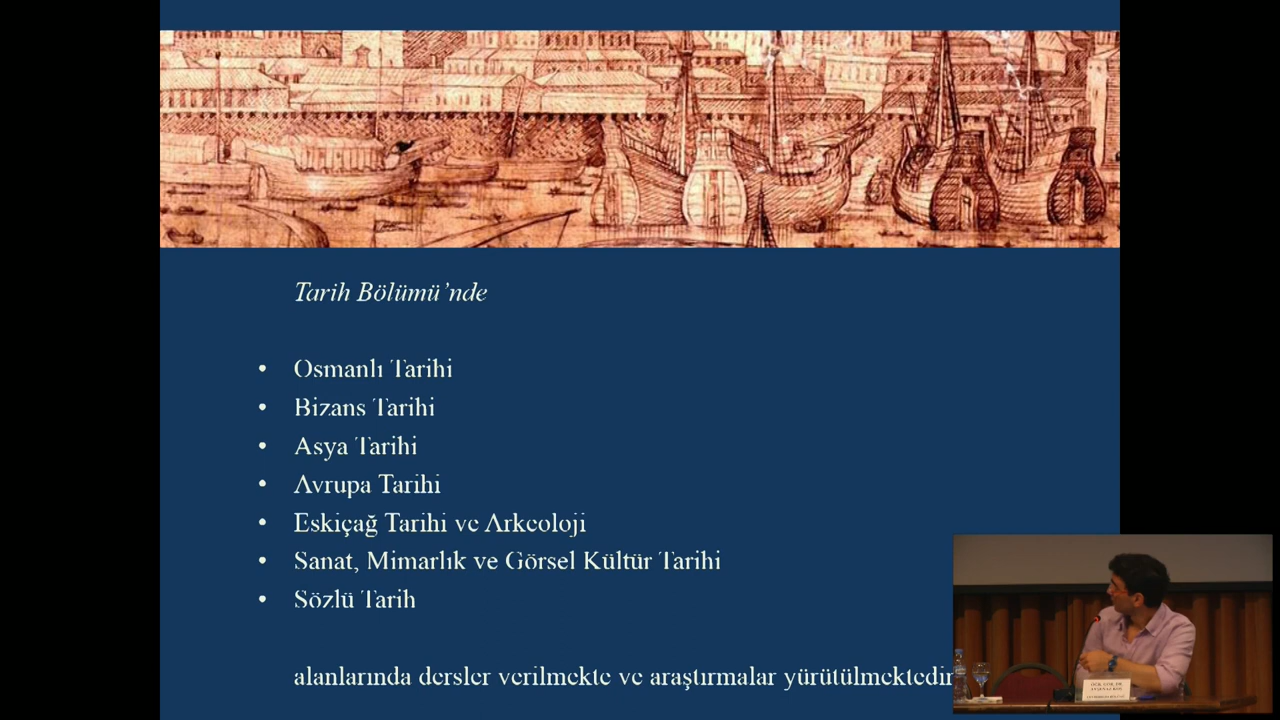 Tarih Bölümü’nde
• Osmanlı Tarihi
• Bizans Tarihi
• Asya Tarihi
• Avrupa Tarihi
• Eskiçağ Tarihi ve Arkeoloji
• Sanat, Mimarlık ve Görsel Kültür Tarihi
• Sözlü Tarih
alanlarında dersler verilmekte ve araştırmalar yürütülmektedir